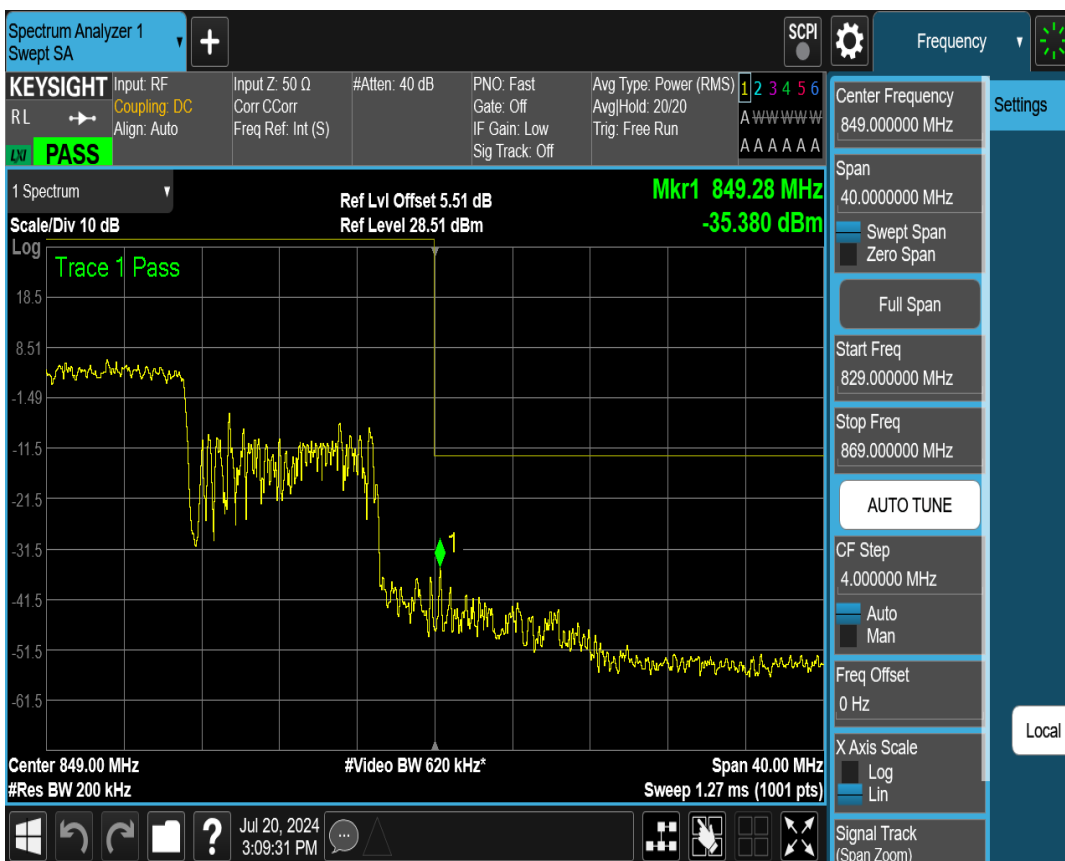 Spectrum Analyzer 1
Swept SA
SCPI
Frequency
KEYSIGHT
RL
LXI
PASS
Input: RF
Coupling: DC
Align: Auto
Input Z: 50 Ω
Corr CCorr
Freq Ref: Int (S)
#Atten: 40 dB
PNO: Fast
Gate: Off
IF Gain: Low
Sig Track: Off
Avg Type: Power (RMS)
Avg|Hold: 20/20
Trig: Free Run
1 2 3 4 5 6
A W W W W W
A A A A A A
1 Spectrum
Scale/Div 10 dB
Ref Lvl Offset 5.51 dB
Ref Level 28.51 dBm
Mkr1 849.28 MHz
-35.380 dBm
Log
Trace 1 Pass
18.5
8.51
-1.49
-11.5
-21.5
-31.5
-41.5
-51.5
-61.5
1
Center 849.00 MHz
#Video BW 620 kHz*
Span 40.00 MHz
#Res BW 200 kHz
Sweep 1.27 ms (1001 pts)
Jul 20, 2024
3:09:31 PM
?
Center Frequency
849.000000 MHz
Span
40.0000000 MHz
Swept Span
Zero Span
Full Span
Start Freq
829.000000 MHz
Stop Freq
869.000000 MHz
AUTO TUNE
CF Step
4.000000 MHz
Auto
Man
Freq Offset
0 Hz
X Axis Scale
Log
Lin
Signal Track
(Span Zoom)
Settings
Local